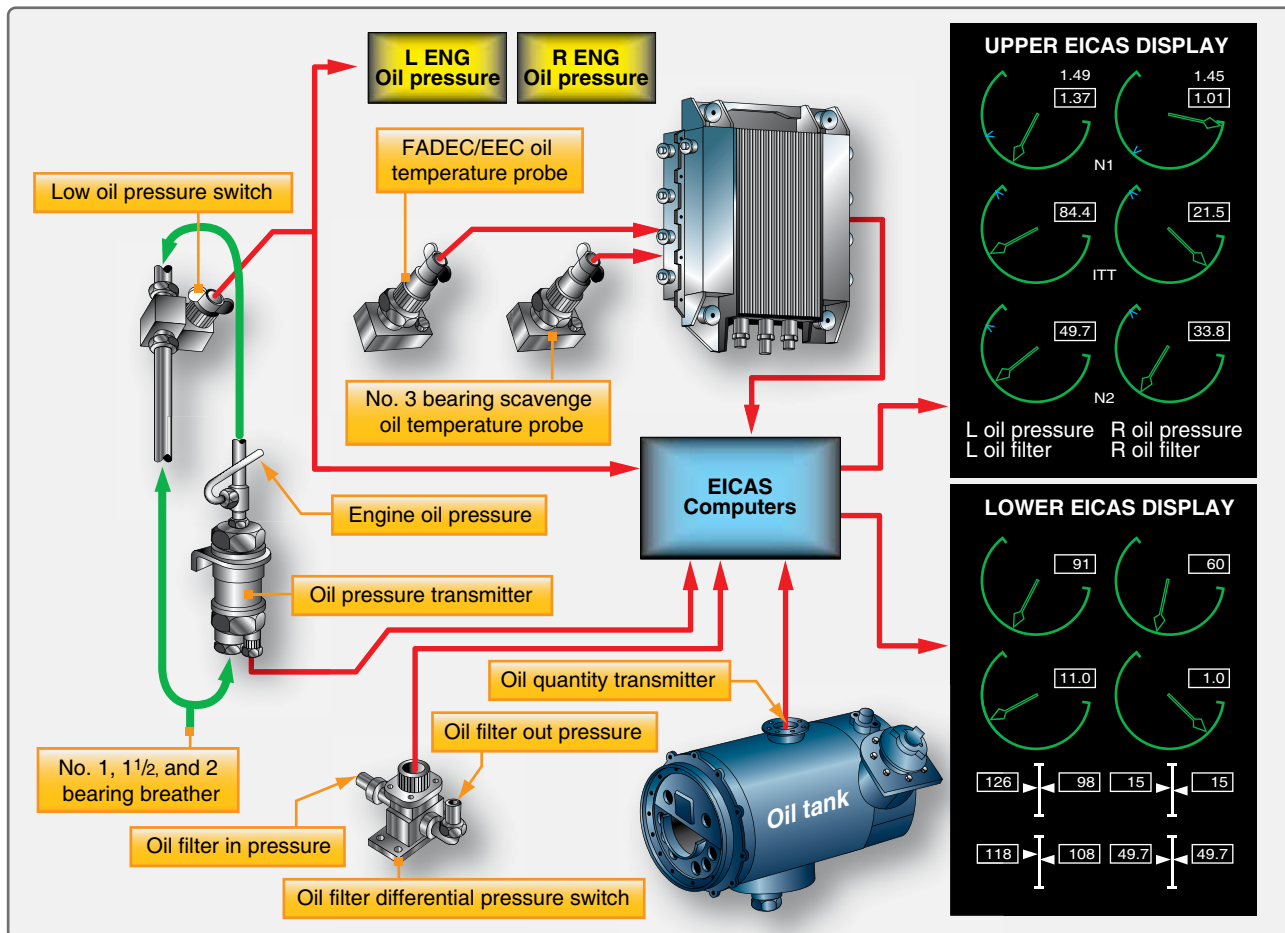 L ENG
Oil pressure
R ENG
Oil pressure
FADEC/EEC oil
temperature probe
Low oil pressure switch
No. 3 bearing scavenge
oil temperature probe
EICAS
Computers
Engine oil pressure
Oil pressure transmitter
Oil quantity transmitter
Oil filter out pressure
No. 1, 1 1/2, and 2
bearing breather
Oil filter in pressure
Oil filter differential pressure switch
Oil tank
UPPER EICAS DISPLAY
1.49 1.45
1.37 1.01
N1
84.4 21.5
ITT
49.7 33.8
N2
L oil pressure R oil pressure
L oil filter R oil filter
LOWER EICAS DISPLAY
91 60
11.0 1.0
126 98 15 15
118 108 49.7 49.7